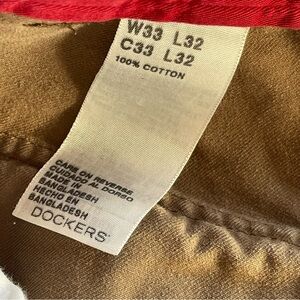 W33 L32
C33 L32
100% COTTON
CARE ON REVERSE
CUIDADO AL DORSO
MADE IN
BANGLADESH
HECHO EN
BANGLADESH
DOCKERS